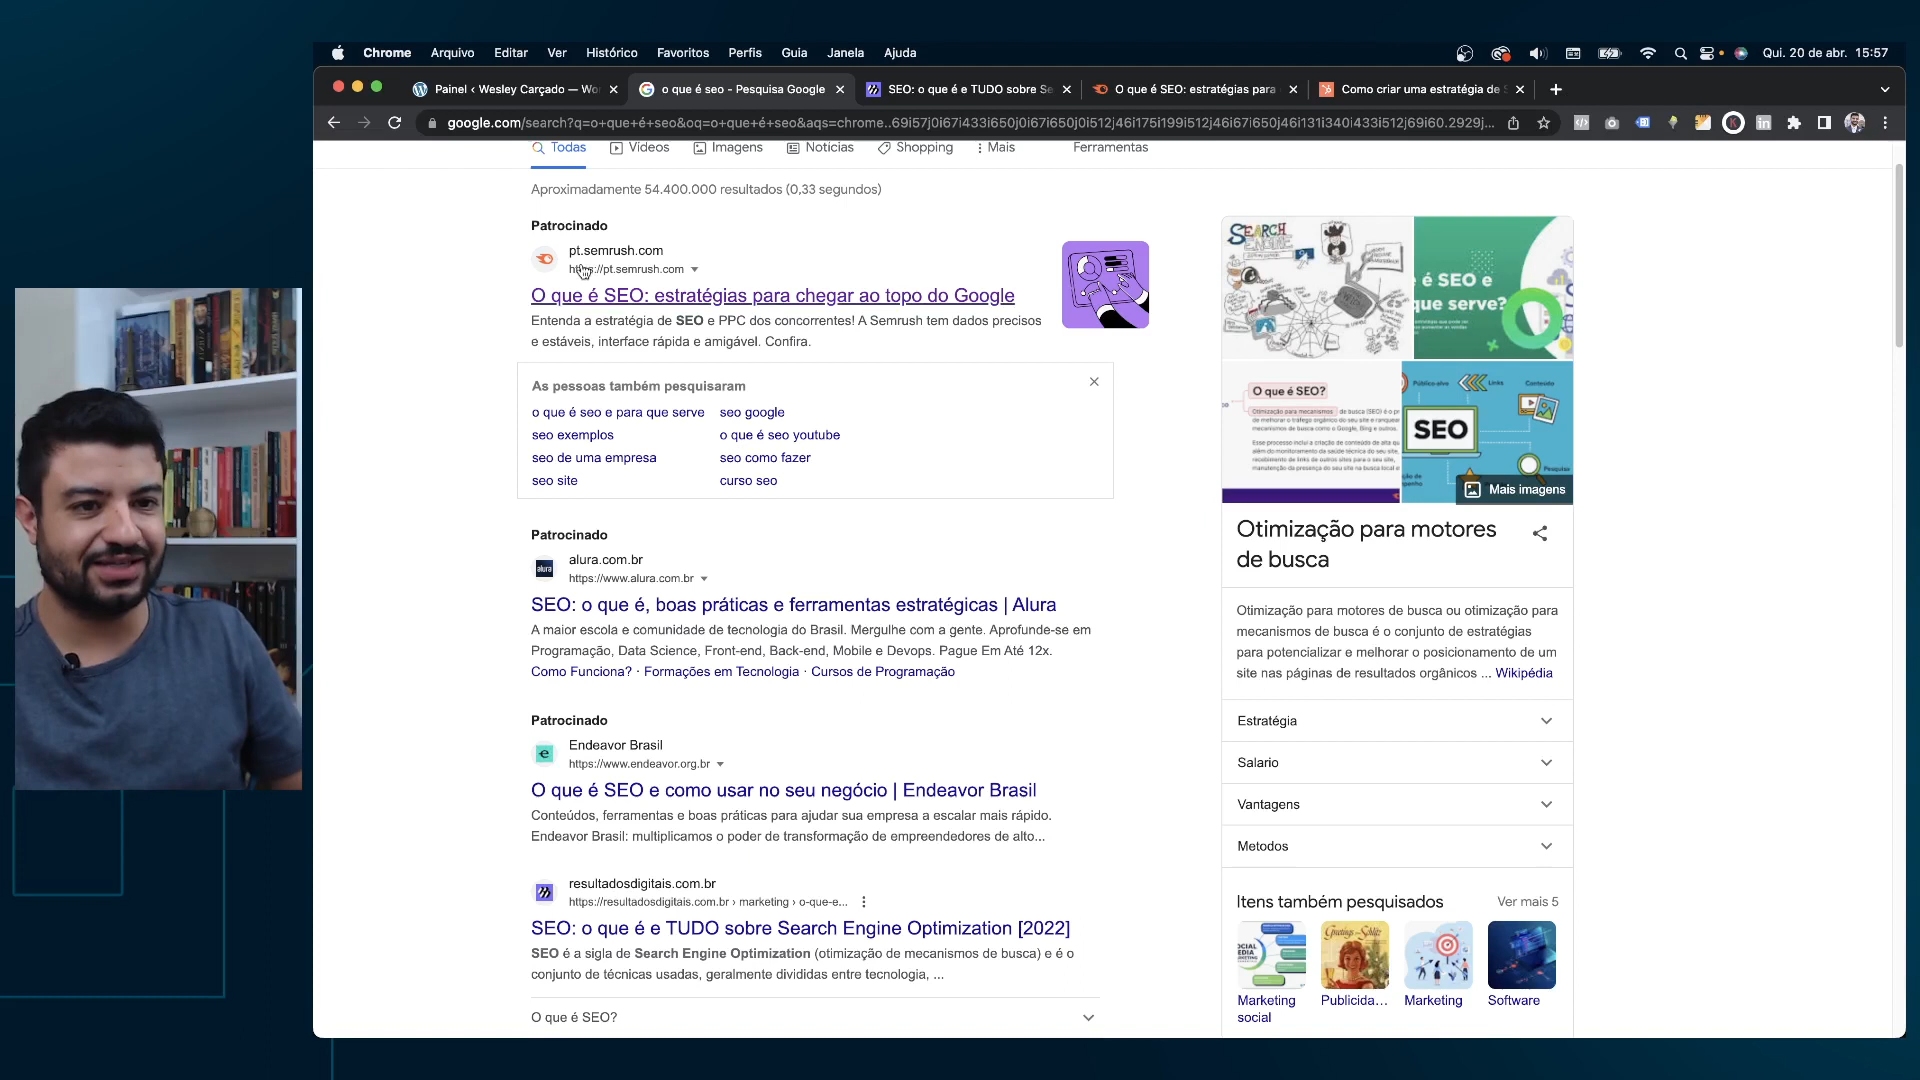 Chrome Arquivo Editar Ver Histórico Favoritos Perfis Guia Janela Ajuda
Qui. 20 de abr. 15:57
Painel ‹ Wesley Carçado — Wo
o que é seo - Pesquisa Google
SEO: o que é e TUDO sobre Se
O que é SEO: estratégias para
Como criar uma estratégia de S
google.com/search?q=o+que+é+seo&oq=o+que+é+seo&aqs=chrome..69i57j0i67i433i650j0i67i650j0i512j46i175i199i512j46i67i650j46i131i340i433i512j69i60.2929j...
Todas Vídeos Imagens Notícias Shopping Mais Ferramentas
Aproximadamente 54.400.000 resultados (0,33 segundos)
Patrocinado
pt.semrush.com
https://pt.semrush.com
O que é SEO: estratégias para chegar ao topo do Google
Entenda a estratégia de SEO e PPC dos concorrentes! A Semrush tem dados precisos
e estáveis, interface rápida e amigável. Confira.
As pessoas também pesquisaram
o que é seo e para que serve seo google
seo exemplos o que é seo youtube
seo de uma empresa seo como fazer
seo site curso seo
Patrocinado
alura
alura.com.br
https://www.alura.com.br
SEO: o que é, boas práticas e ferramentas estratégicas | Alura
A maior escola e comunidade de tecnologia do Brasil. Mergulhe com a gente. Aprofunde-se em
Programação, Data Science, Front-end, Back-end, Mobile e Devops. Pague Em Até 12x.
Como Funciona? · Formações em Tecnologia · Cursos de Programação
Patrocinado
Endeavor Brasil
https://www.endeavor.org.br
O que é SEO e como usar no seu negócio | Endeavor Brasil
Conteúdos, ferramentas e boas práticas para ajudar sua empresa a escalar mais rápido.
Endeavor Brasil: multiplicamos o poder de transformação de empreendedores de alto...
resultadosdigitais.com.br
https://resultadosdigitais.com.br › marketing › o-que-e...
SEO: o que é e TUDO sobre Search Engine Optimization [2022]
SEO é a sigla de Search Engine Optimization (otimização de mecanismos de busca) e é o
conjunto de técnicas usadas, geralmente divididas entre tecnologia, ...
O que é SEO?
SEARCH
ENGINE
é SEO e
que serve?
O que é SEO?
Público-alvo Links Conteúdo
SEO
Pesquisa
Mais imagens
Otimização para motores
de busca
Otimização para motores de busca ou otimização para
mecanismos de busca é o conjunto de estratégias
para potencializar e melhorar o posicionamento de um
site nas páginas de resultados orgânicos ... Wikipédia
Estratégia
Salario
Vantagens
Metodos
Itens também pesquisados Ver mais 5
Marketing
social
Publicida...
Marketing
Software